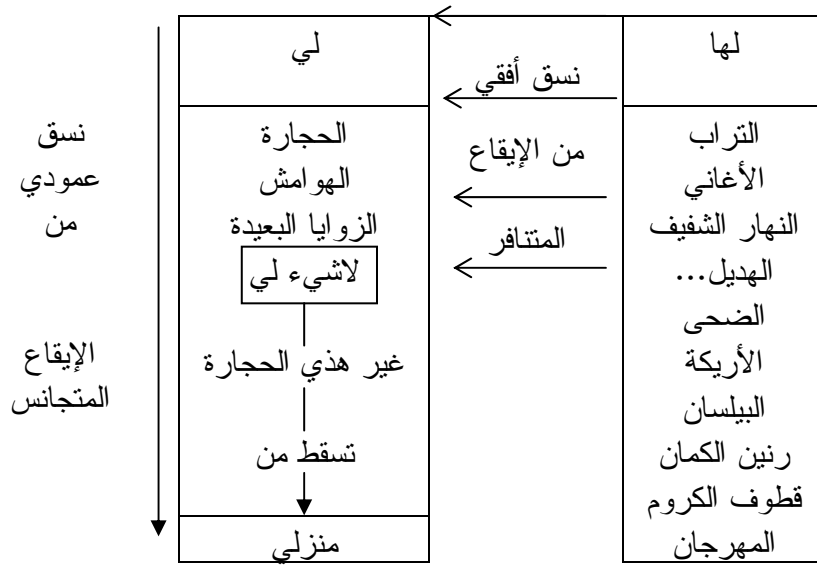 لها
التراب
الأغاني
النهار الشفيف
الهديل...
الضحى
الأريكة
البيلسان
رنين الكمان
قطوف الكروم
المهرجان
نسق أفقي
من الإيقاع
المتنافر
لي
الحجارة
الهوامش
الزوايا البعيدة
لاشيء لي
غير هذي الحجارة
تسقط من
منزلي
نسق
عمودي
من
الإيقاع
المتجانس